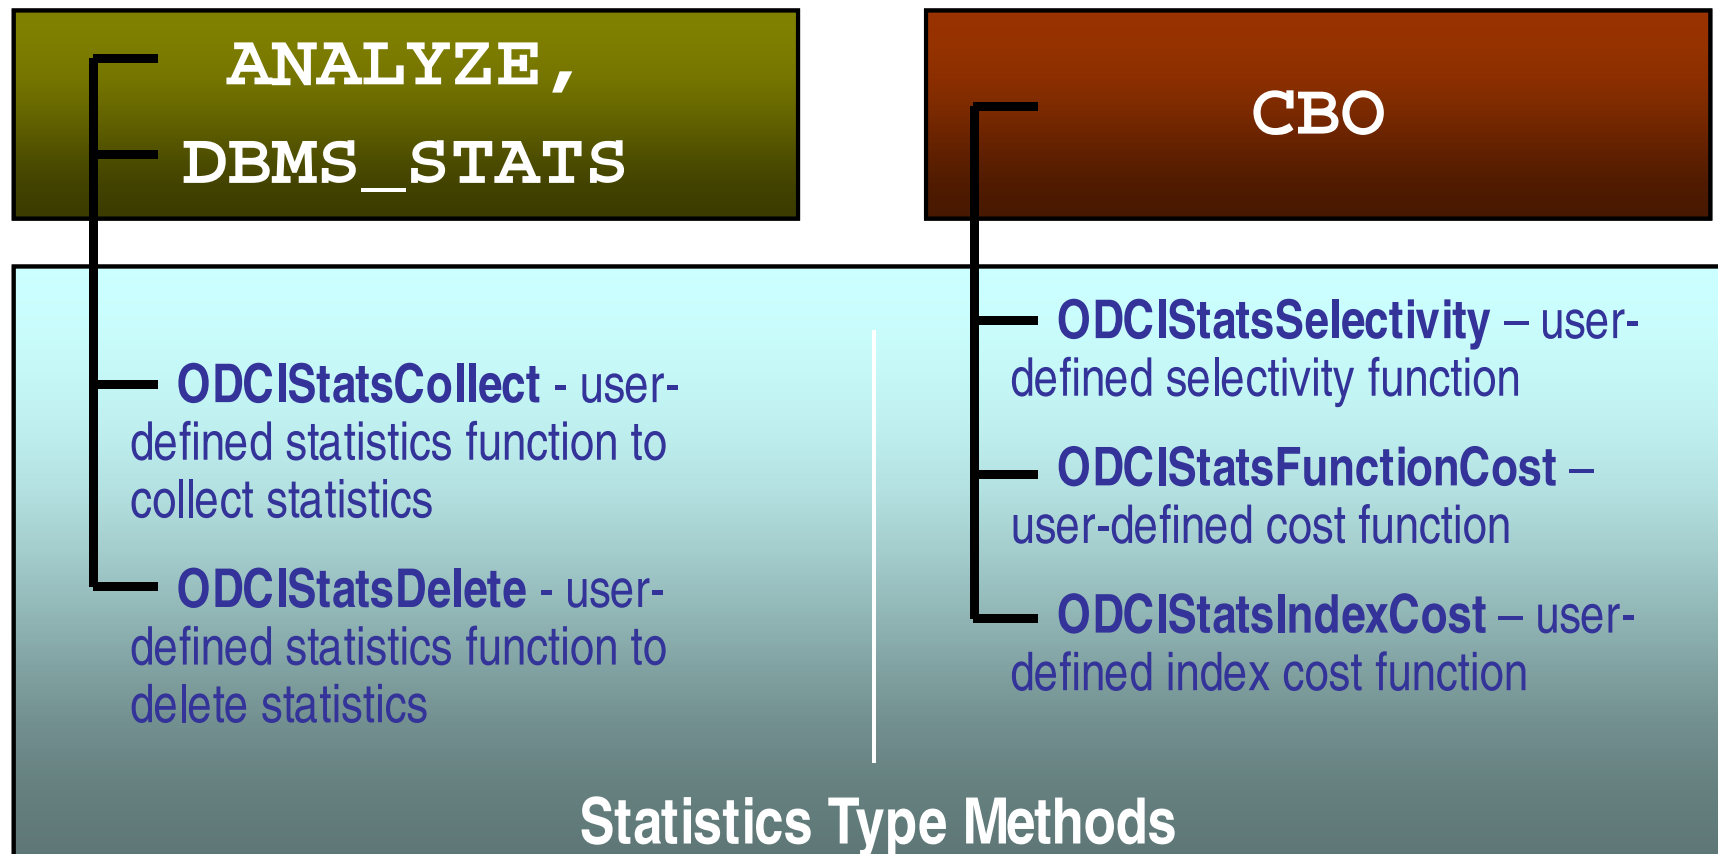 ANALYZE,
DBMS_STATS
CBO
ODCIStatsCollect - user-
defined statistics function to
collect statistics
ODCIStatsDelete - user-
defined statistics function to
delete statistics
ODCIStatsSelectivity – user-
defined selectivity function
ODCIStatsFunctionCost –
user-defined cost function
ODCIStatsIndexCost – user-
defined index cost function
Statistics Type Methods